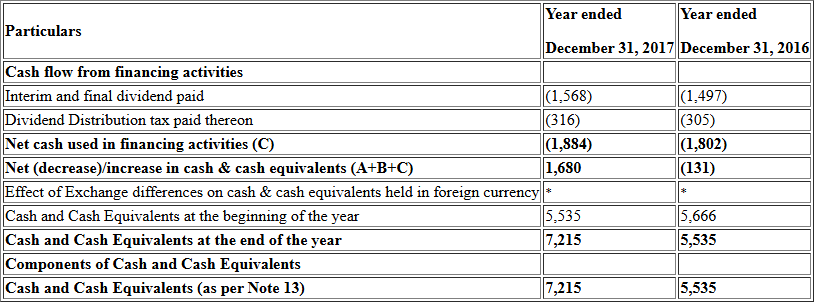 Particulars Year ended December 31, 2017 Year ended December 31, 2016
Cash flow from financing activities
Interim and final dividend paid (1,568) (1,497)
Dividend Distribution tax paid thereon (316) (305)
Net cash used in financing activities (C) (1,884) (1,802)
Net (decrease)/increase in cash & cash equivalents (A+B+C) 1,680 (131)
Effect of Exchange differences on cash & cash equivalents held in foreign currency * *
Cash and Cash Equivalents at the beginning of the year 5,535 5,666
Cash and Cash Equivalents at the end of the year 7,215 5,535
Components of Cash and Cash Equivalents
Cash and Cash Equivalents (as per Note 13) 7,215 5,535